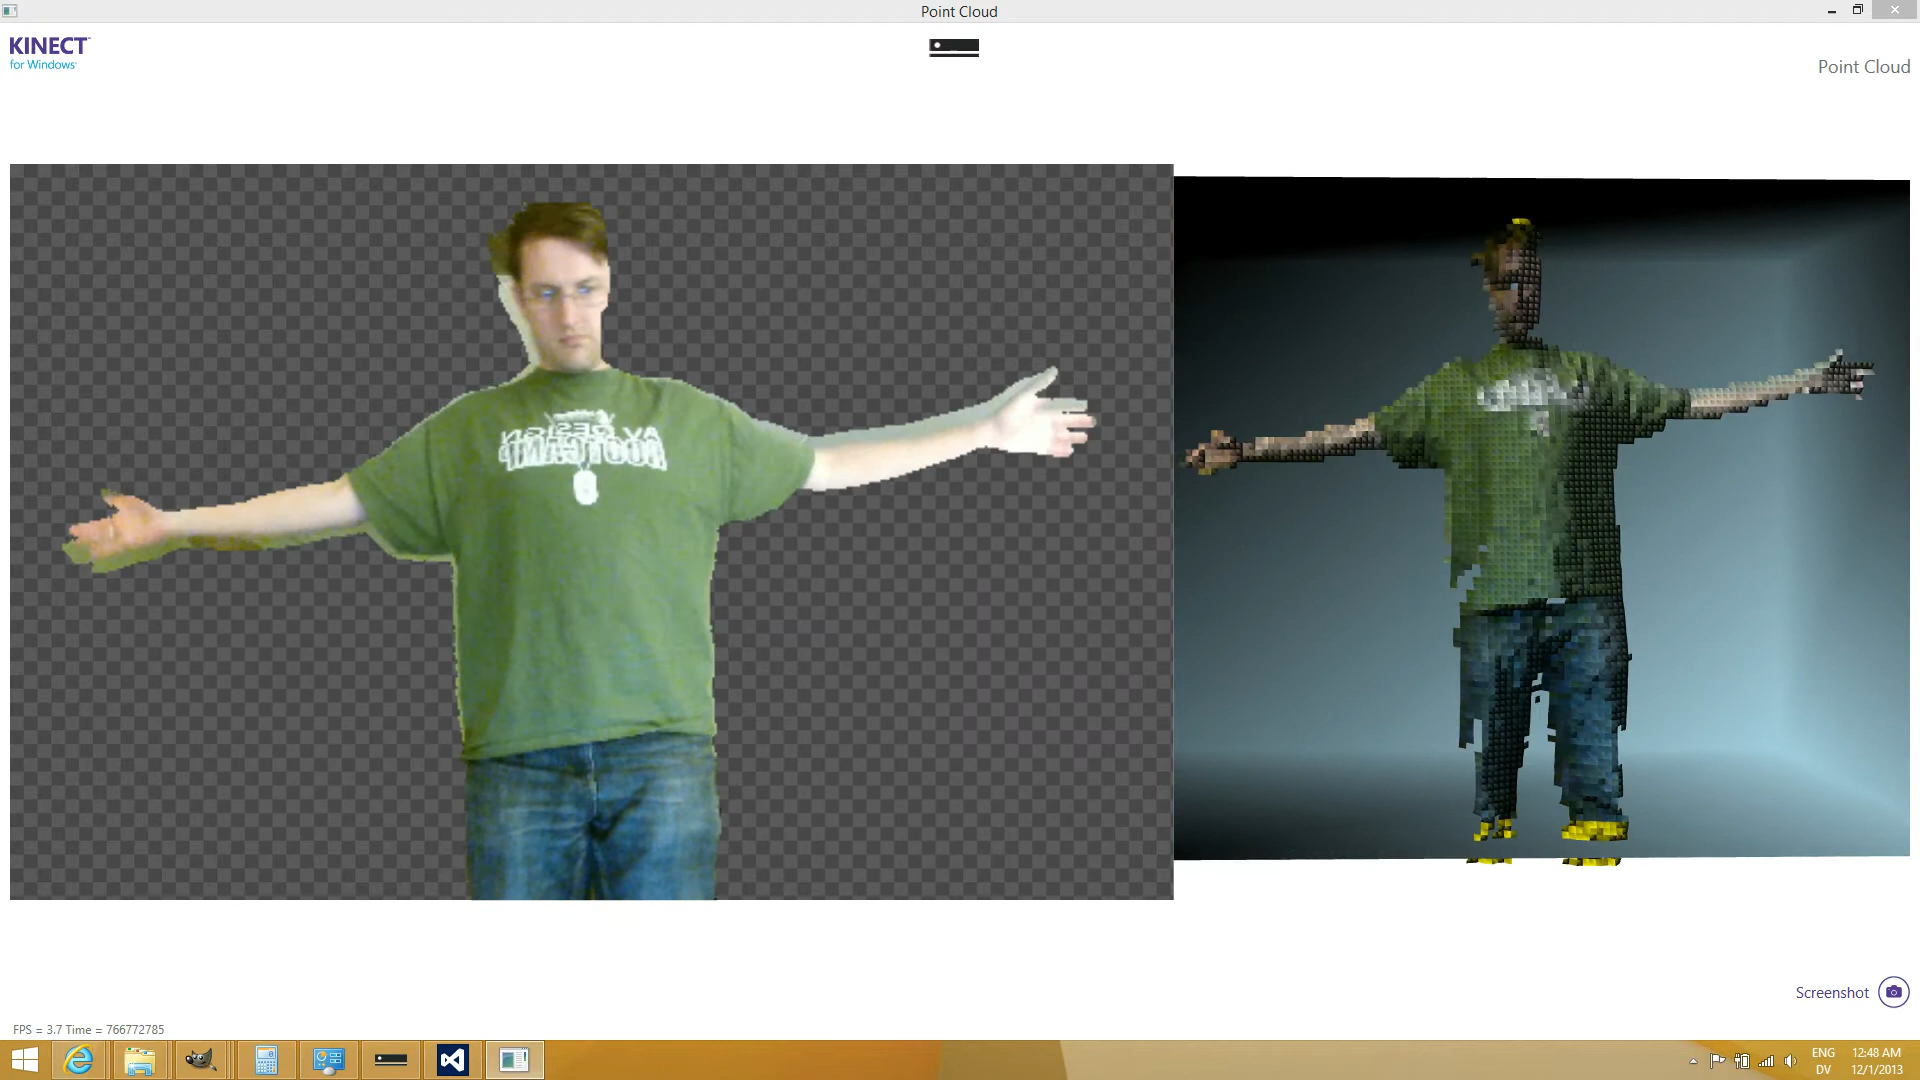 Point Cloud
KINECT
for Windows
Point Cloud
BOOTCAMP
Screenshot
FPS = 3.7 Time = 766772785
ENG 12:48 AM
DV 12/1/2013